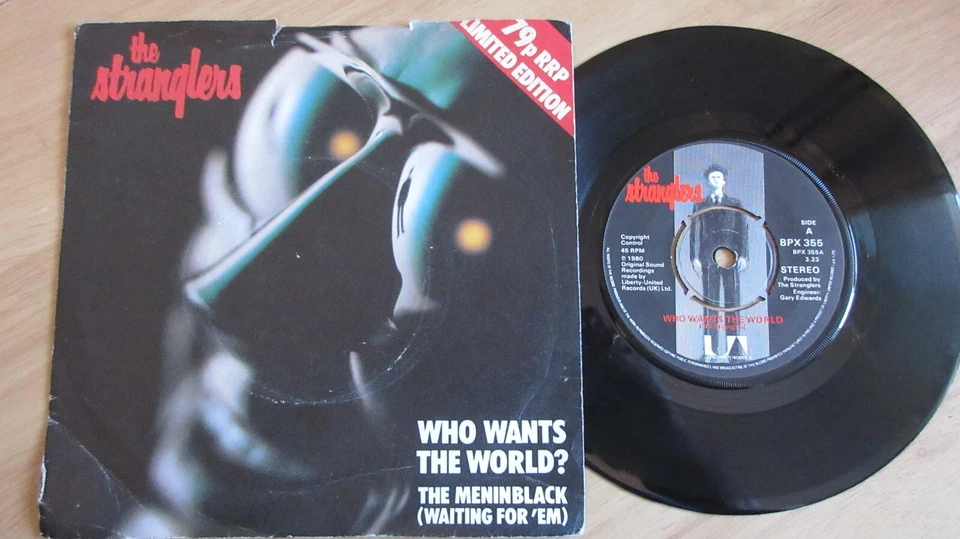 the
stranglers
79p RRP
LIMITED EDITION
WHO WANTS
THE WORLD?
THE MENINBLACK
(WAITING FOR 'EM)
the
stranglers
Copyright
Control
45 RPM
℗ 1980
Original Sound
Recordings
made by
Liberty-United
Records (UK) Ltd.
SIDE
A
BPX 355
BPX 355A
3.23
STEREO
Produced by
The Stranglers
Engineer:
Gary Edwards
WHO WANTS THE WORLD
UA